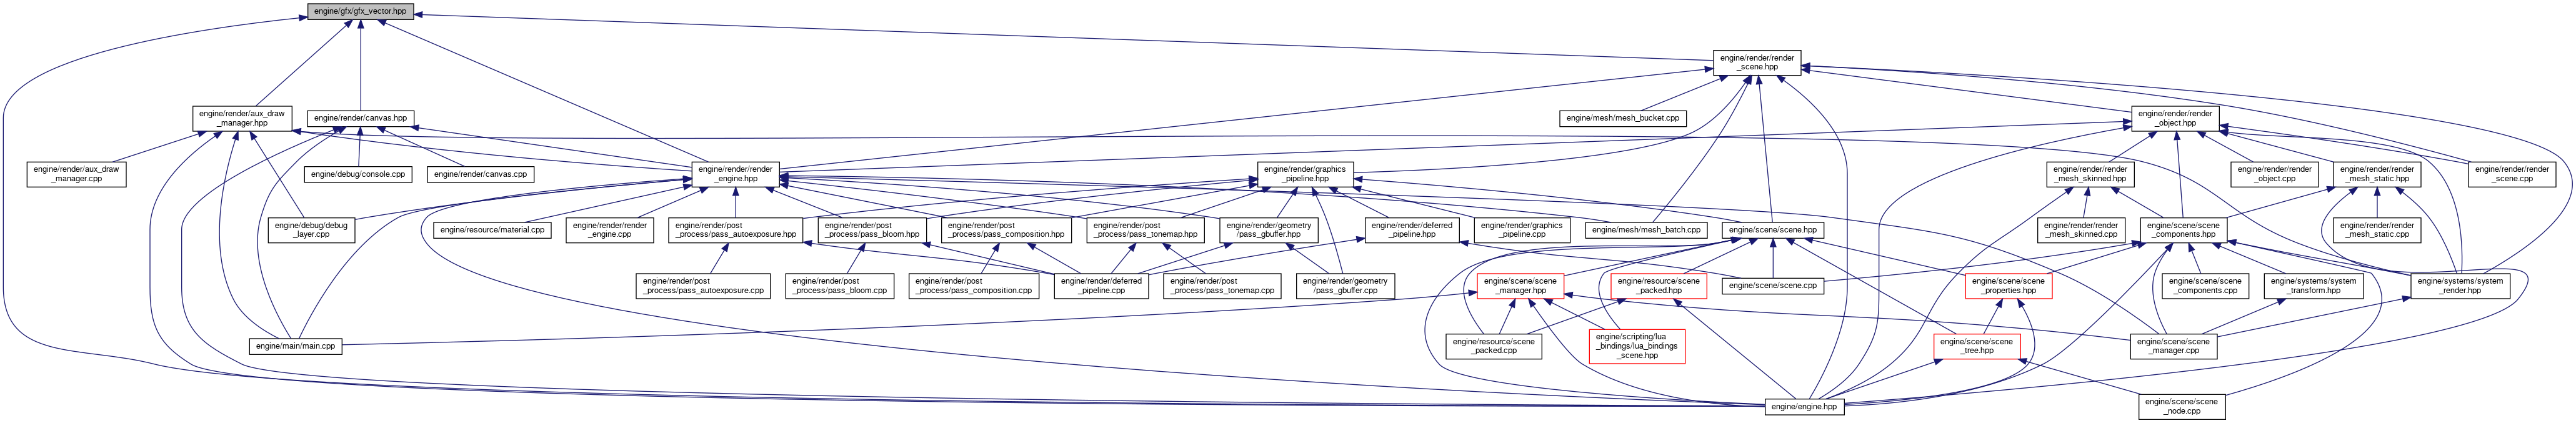 engine/gfx/gfx_vector.hpp
engine/render/render
_scene.hpp
engine/render/aux_draw
_manager.hpp
engine/render/canvas.hpp
engine/mesh/mesh_bucket.cpp
engine/render/render
_object.hpp
engine/render/aux_draw
_manager.cpp
engine/debug/console.cpp
engine/render/canvas.cpp
engine/render/render
_engine.hpp
engine/render/graphics
_pipeline.hpp
engine/render/render
_mesh_skinned.hpp
engine/render/render
_object.cpp
engine/render/render
_mesh_static.hpp
engine/render/render
_scene.cpp
engine/debug/debug
_layer.cpp
engine/resource/material.cpp
engine/render/render
_engine.cpp
engine/render/post
_process/pass_autoexposure.hpp
engine/render/post
_process/pass_bloom.hpp
engine/render/post
_process/pass_composition.hpp
engine/render/post
_process/pass_tonemap.hpp
engine/render/geometry
/pass_gbuffer.hpp
engine/render/deferred
_pipeline.hpp
engine/render/graphics
_pipeline.cpp
engine/mesh/mesh_batch.cpp
engine/scene/scene.hpp
engine/render/render
_mesh_skinned.cpp
engine/scene/scene
_components.hpp
engine/render/render
_mesh_static.cpp
engine/render/post
_process/pass_autoexposure.cpp
engine/render/post
_process/pass_bloom.cpp
engine/render/post
_process/pass_composition.cpp
engine/render/deferred
_pipeline.cpp
engine/render/post
_process/pass_tonemap.cpp
engine/render/geometry
/pass_gbuffer.cpp
engine/scene/scene
_manager.hpp
engine/resource/scene
_packed.hpp
engine/scene/scene.cpp
engine/scene/scene
_properties.hpp
engine/scene/scene
_components.cpp
engine/systems/system
_transform.hpp
engine/systems/system
_render.hpp
engine/main/main.cpp
engine/resource/scene
_packed.cpp
engine/scripting/lua
_bindings/lua_bindings
_scene.hpp
engine/scene/scene
_tree.hpp
engine/scene/scene
_manager.cpp
engine/engine.hpp
engine/scene/scene
_node.cpp